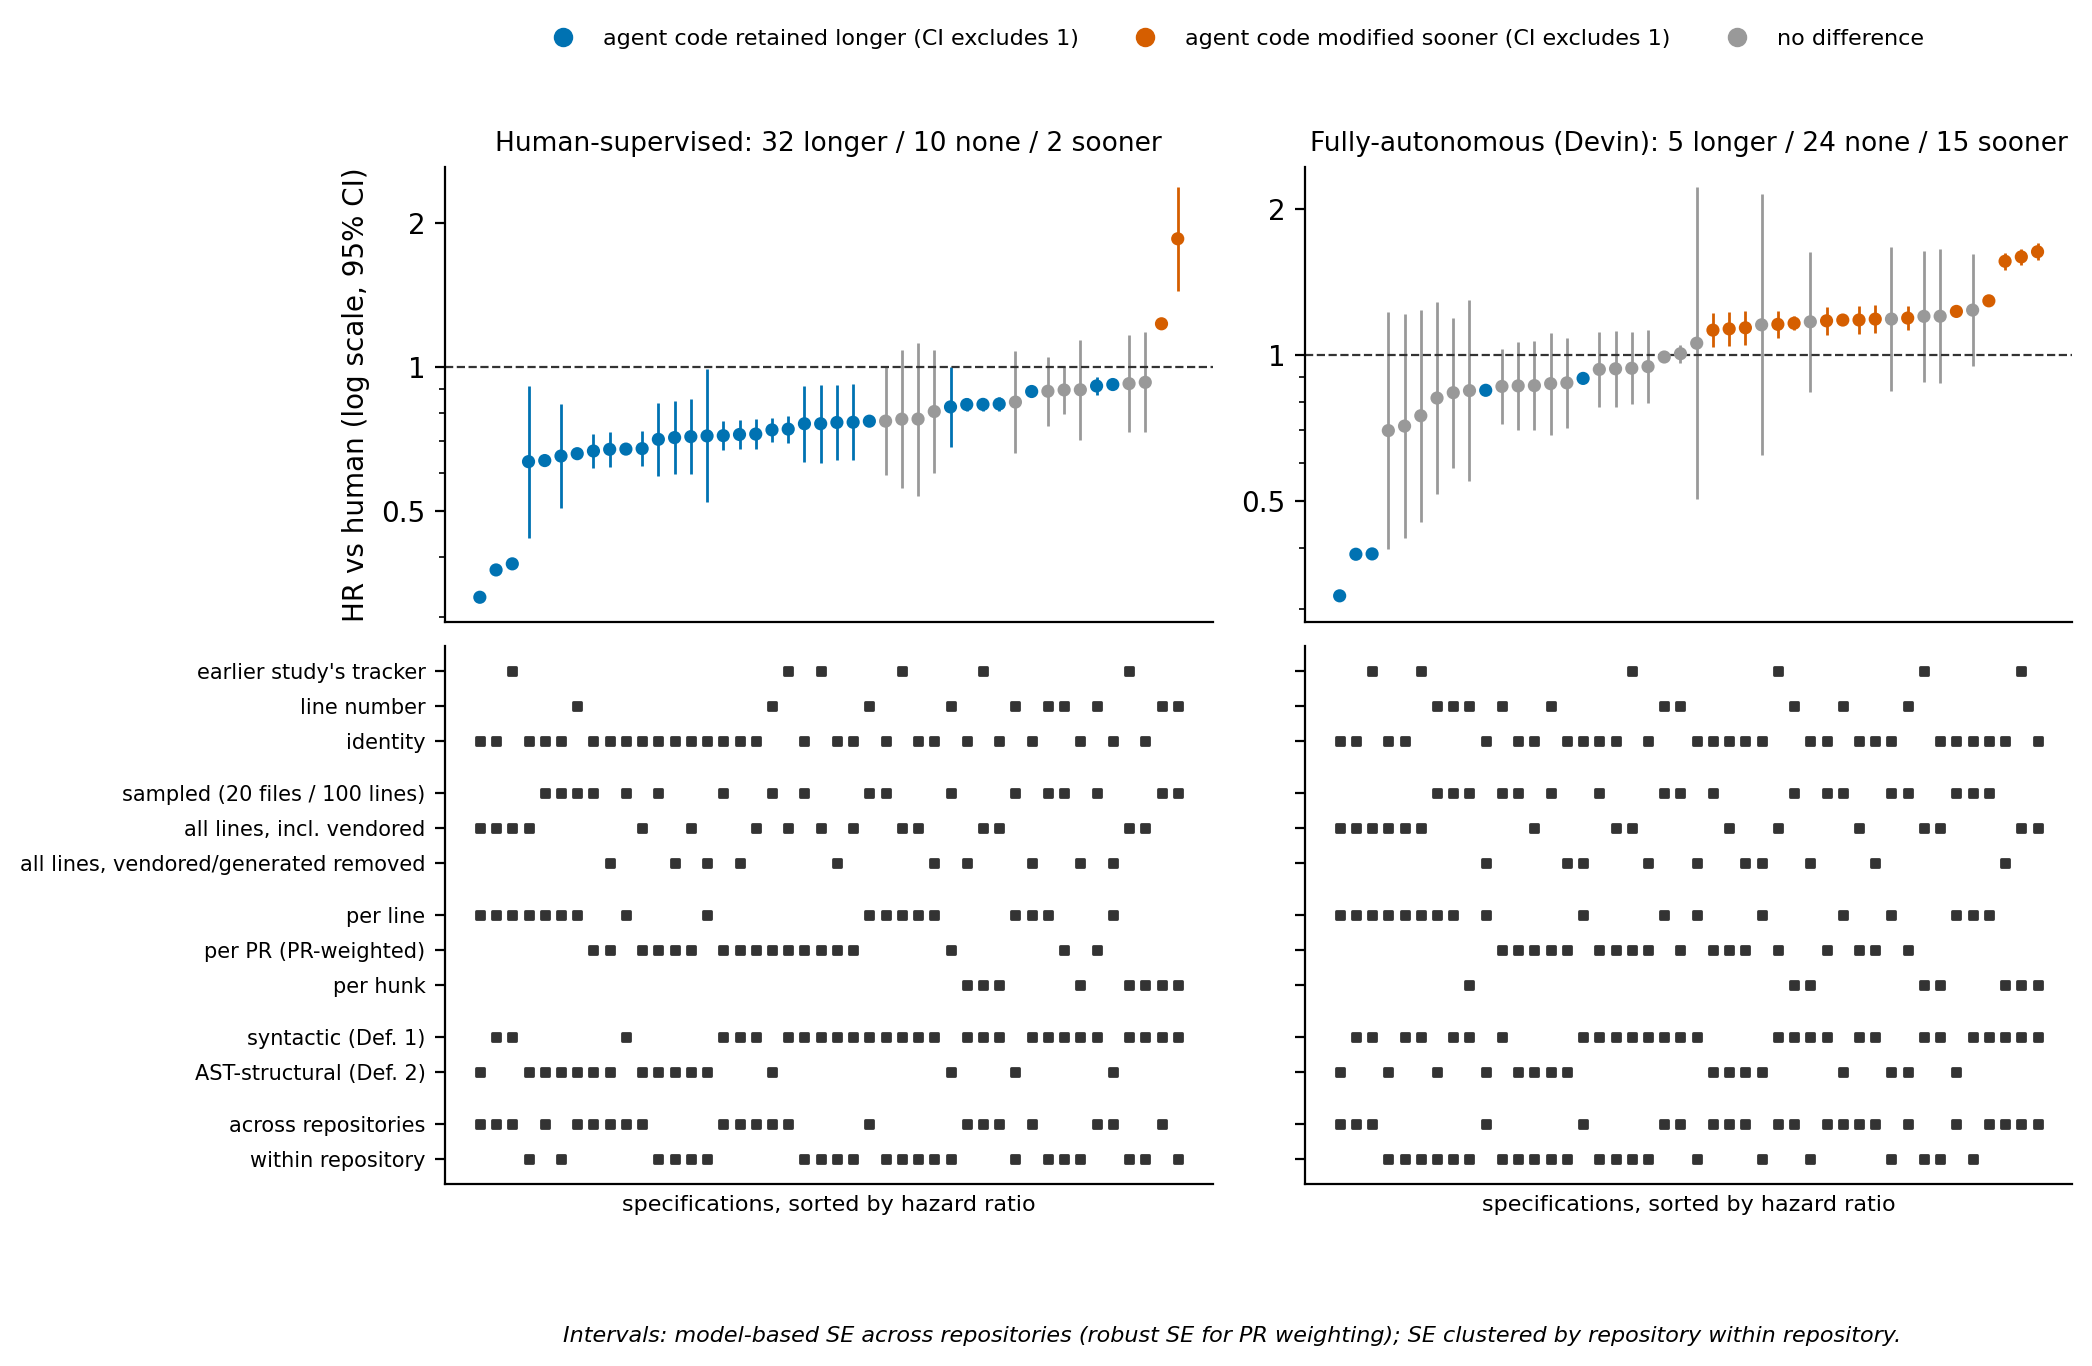 agent code retained longer (CI excludes 1)
agent code modified sooner (CI excludes 1)
no difference
Human-supervised: 32 longer / 10 none / 2 sooner
Fully-autonomous (Devin): 5 longer / 24 none / 15 sooner
HR vs human (log scale, 95% CI)
2
1
0.5
2
1
0.5
earlier study's tracker
line number
identity
sampled (20 files / 100 lines)
all lines, incl. vendored
all lines, vendored/generated removed
per line
per PR (PR-weighted)
per hunk
syntactic (Def. 1)
AST-structural (Def. 2)
across repositories
within repository
specifications, sorted by hazard ratio
specifications, sorted by hazard ratio
Intervals: model-based SE across repositories (robust SE for PR weighting); SE clustered by repository within repository.